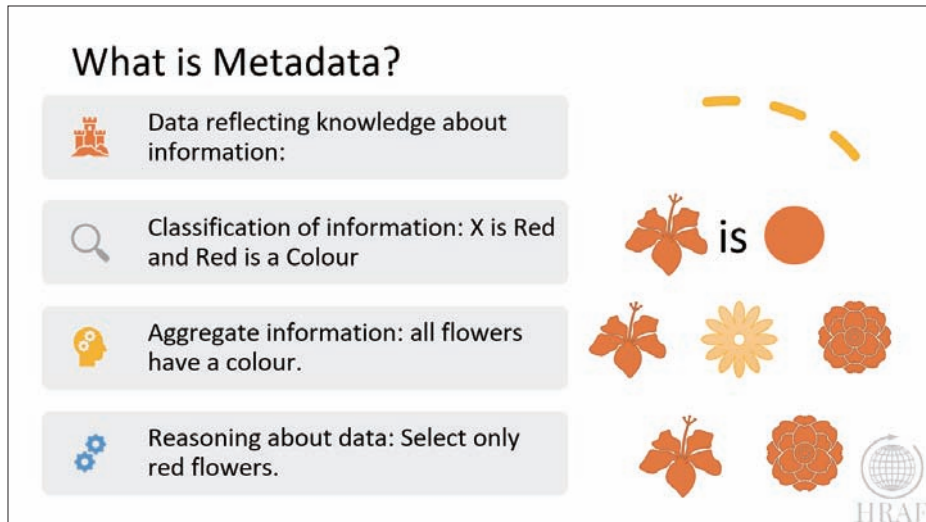 What is Metadata?
Data reflecting knowledge about
information:
Classification of information: X is Red
and Red is a Colour
is
Aggregate information: all flowers
have a colour.
Reasoning about data: Select only
red flowers.
HRAF